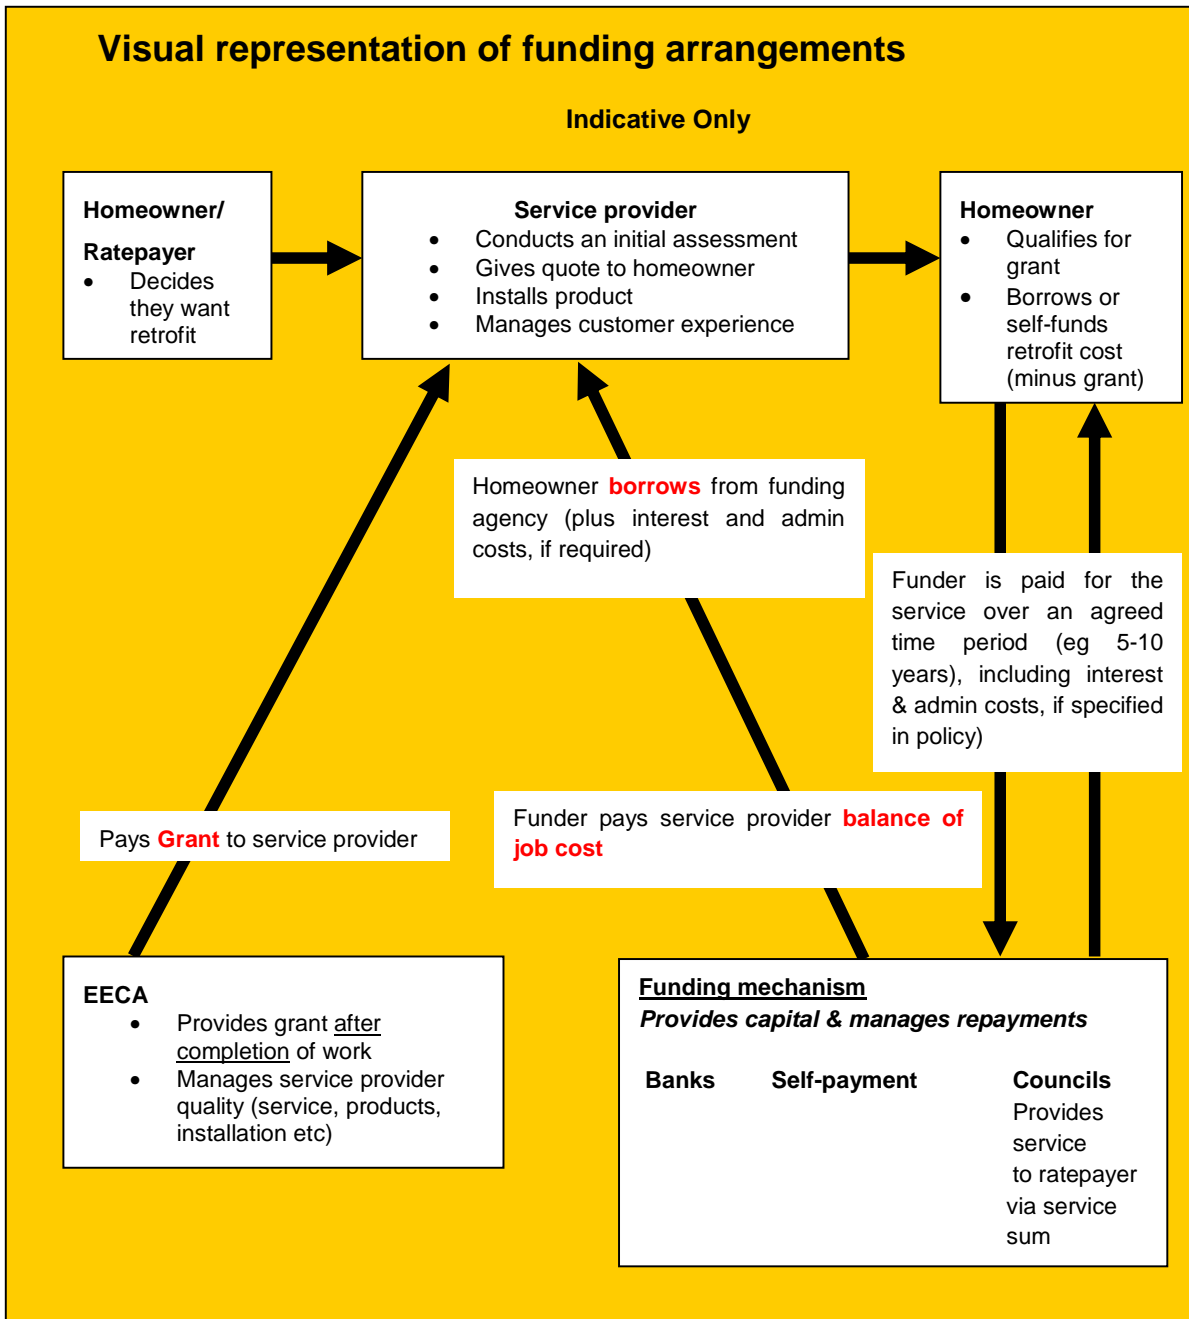 Visual representation of funding arrangements
Indicative Only
Homeowner/
Ratepayer
• Decides
they want
retrofit
Service provider
• Conducts an initial assessment
• Gives quote to homeowner
• Installs product
• Manages customer experience
Homeowner
• Qualifies for
grant
• Borrows or
self-funds
retrofit cost
(minus grant)
Homeowner borrows from funding
agency (plus interest and admin
costs, if required)
Funder is paid for the
service over an agreed
time period (eg 5-10
years), including interest
& admin costs, if specified
in policy)
Pays Grant to service provider
Funder pays service provider balance of
job cost
EECA
• Provides grant after
completion of work
• Manages service provider
quality (service, products,
installation etc)
Funding mechanism
Provides capital & manages repayments
Banks Self-payment Councils
Provides
service
to ratepayer
via service
sum